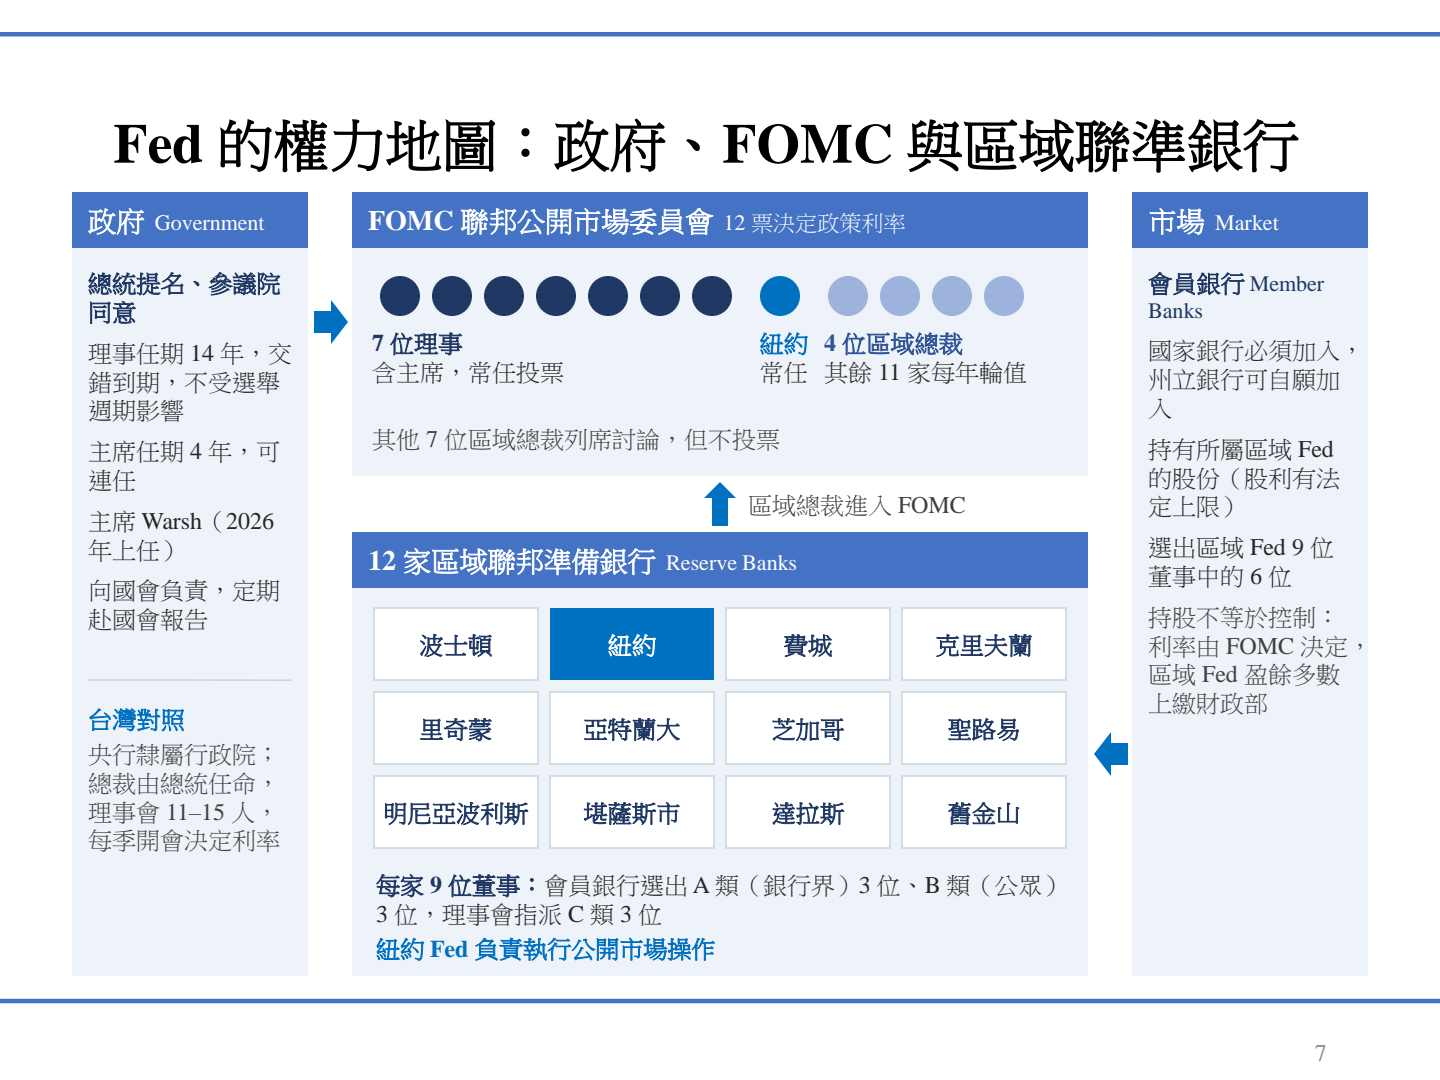 Fed 的權力地圖：政府、FOMC 與區域聯準銀行
政府 Government
總統提名、參議院
同意
理事任期 14 年，交
錯到期，不受選舉
週期影響
主席任期 4 年，可
連任
主席 Warsh（2026
年上任）
向國會負責，定期
赴國會報告
台灣對照
央行隸屬行政院；
總裁由總統任命，
理事會 11–15 人，
每季開會決定利率
FOMC 聯邦公開市場委員會 12 票決定政策利率
7 位理事
含主席，常任投票
紐約
常任
4 位區域總裁
其餘 11 家每年輪值
其他 7 位區域總裁列席討論，但不投票
區域總裁進入 FOMC
12 家區域聯邦準備銀行 Reserve Banks
波士頓
紐約
費城
克里夫蘭
里奇蒙
亞特蘭大
芝加哥
聖路易
明尼亞波利斯
堪薩斯市
達拉斯
舊金山
每家 9 位董事：會員銀行選出 A 類（銀行界）3 位、B 類（公眾）
3 位，理事會指派 C 類 3 位
紐約 Fed 負責執行公開市場操作
市場 Market
會員銀行 Member
Banks
國家銀行必須加入，
州立銀行可自願加
入
持有所屬區域 Fed
的股份（股利有法
定上限）
選出區域 Fed 9 位
董事中的 6 位
持股不等於控制：
利率由 FOMC 決定，
區域 Fed 盈餘多數
上繳財政部
7